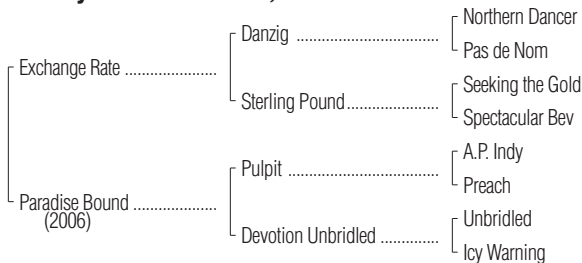 Northern Dancer
Danzig ......................................
Pas de Nom
Exchange Rate ........................
Seeking the Gold
Sterling Pound........................
Spectacular Bev
A.P. Indy
Pulpit .......................................
Preach
Paradise Bound ......................
(2006)
Unbridled
Devotion Unbridled ...............
Icy Warning